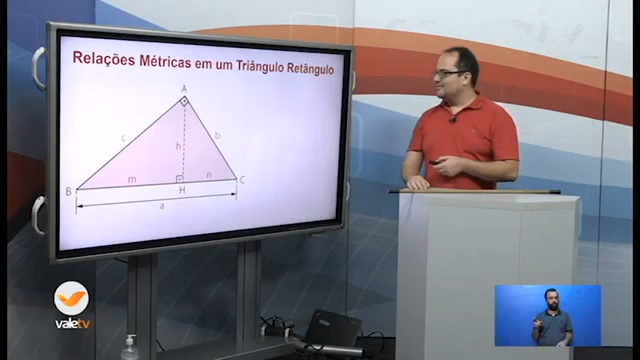 Relações Métricas em um Triângulo Retângulo
A
c
b
h
m
n
B
H
C
a
valetv